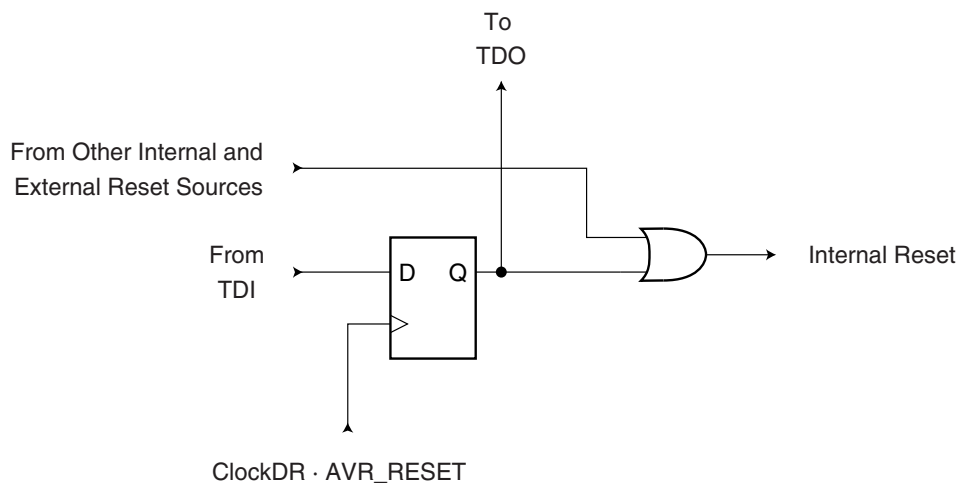 To
TDO
From Other Internal and
External Reset Sources
From
TDI
D
Q
Internal Reset
ClockDR · AVR_RESET